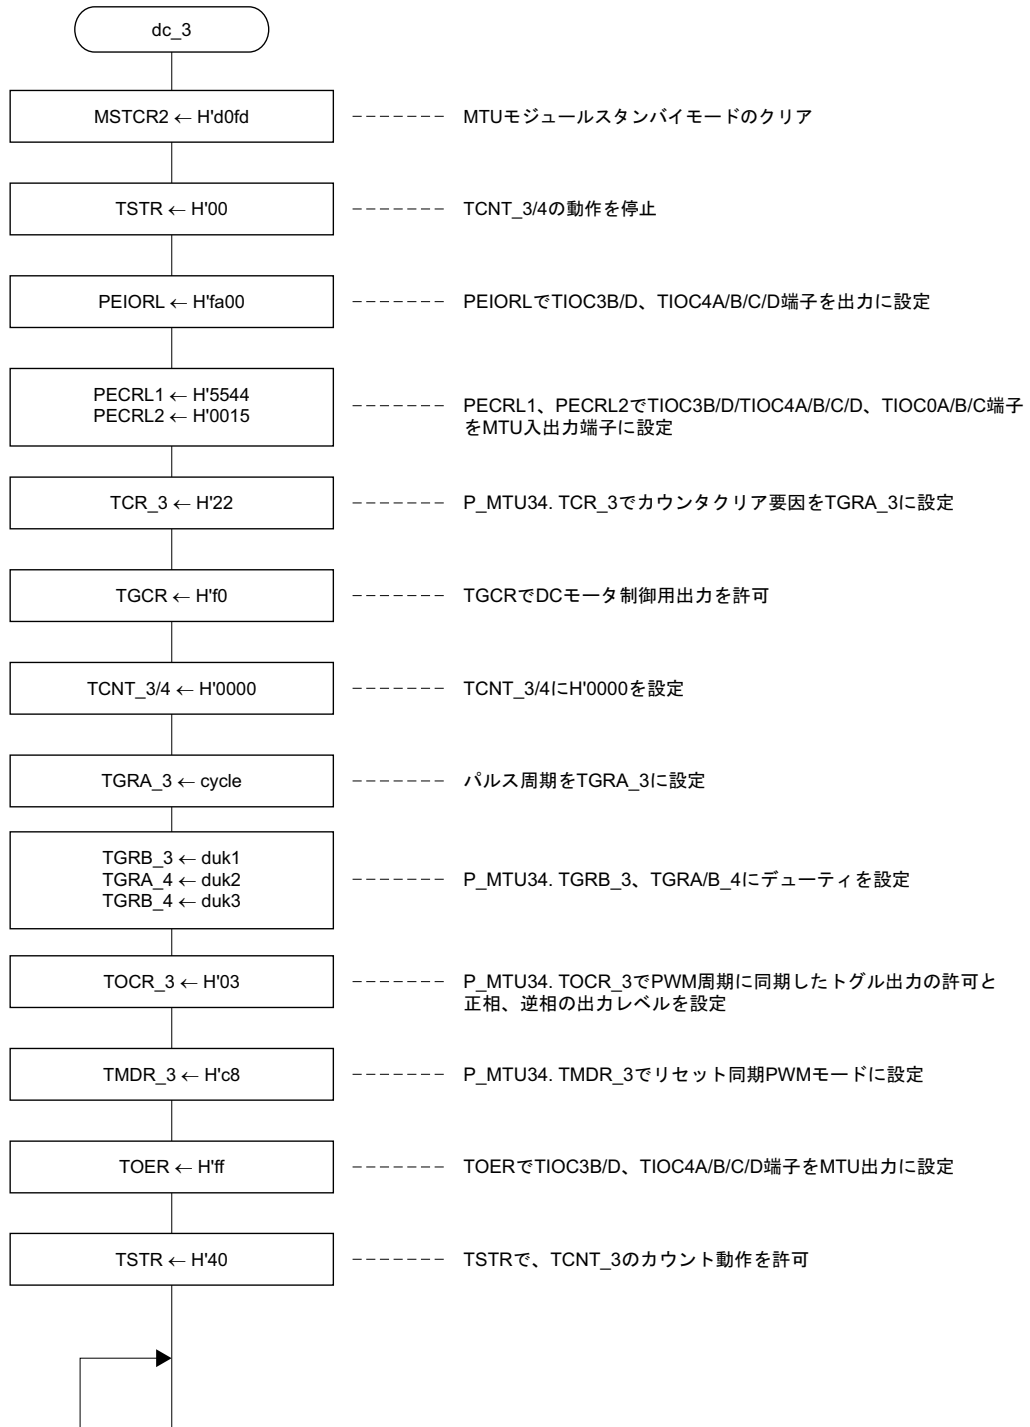 dc_3
MSTCR2 ← H'd0fd
MTUモジュールスタンバイモードのクリア
TSTR ← H'00
TCNT_3/4の動作を停止
PEIORL ← H'fa00
PEIORLでTIOC3B/D、TIOC4A/B/C/D端子を出力に設定
PECRL1 ← H'5544
PECRL2 ← H'0015
PECRL1、PECRL2でTIOC3B/D/TIOC4A/B/C/D、TIOC0A/B/C端子
をMTU入出力端子に設定
TCR_3 ← H'22
P_MTU34. TCR_3でカウンタクリア要因をTGRA_3に設定
TGCR ← H'f0
TGCRでDCモータ制御用出力を許可
TCNT_3/4 ← H'0000
TCNT_3/4にH'0000を設定
TGRA_3 ← cycle
パルス周期をTGRA_3に設定
TGRB_3 ← duk1
TGRA_4 ← duk2
TGRB_4 ← duk3
P_MTU34. TGRB_3、TGRA/B_4にデューティを設定
TOCR_3 ← H'03
P_MTU34. TOCR_3でPWM周期に同期したトグル出力の許可と
正相、逆相の出力レベルを設定
TMDR_3 ← H'c8
P_MTU34. TMDR_3でリセット同期PWMモードに設定
TOER ← H'ff
TOERでTIOC3B/D、TIOC4A/B/C/D端子をMTU出力に設定
TSTR ← H'40
TSTRで、TCNT_3のカウント動作を許可